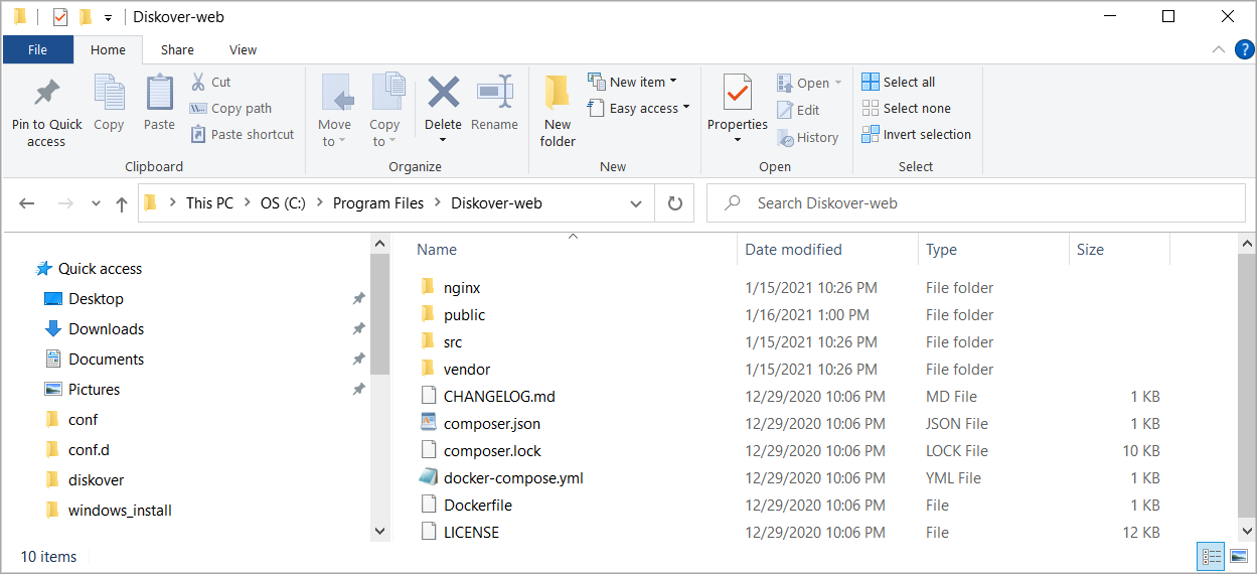 Diskover-web
File Home Share View ?
Pin to Quick access
Copy
Paste
Cut
Copy path
Paste shortcut
Clipboard
Move to
Copy to
Delete
Rename
Organize
New folder
New item
Easy access
New
Properties
Open
Edit
History
Open
Select all
Select none
Invert selection
Select
This PC OS (C:) Program Files Diskover-web
Search Diskover-web
Quick access
Desktop
Downloads
Documents
Pictures
conf
conf.d
diskover
windows_install
Name Date modified Type Size
nginx 1/15/2021 10:26 PM File folder
public 1/16/2021 1:00 PM File folder
src 1/15/2021 10:26 PM File folder
vendor 1/15/2021 10:26 PM File folder
CHANGELOG.md 12/29/2020 10:06 PM MD File 1 KB
composer.json 12/29/2020 10:06 PM JSON File 1 KB
composer.lock 12/29/2020 10:06 PM LOCK File 10 KB
docker-compose.yml 12/29/2020 10:06 PM YML File 1 KB
Dockerfile 12/29/2020 10:06 PM File 1 KB
LICENSE 12/29/2020 10:06 PM File 12 KB
10 items